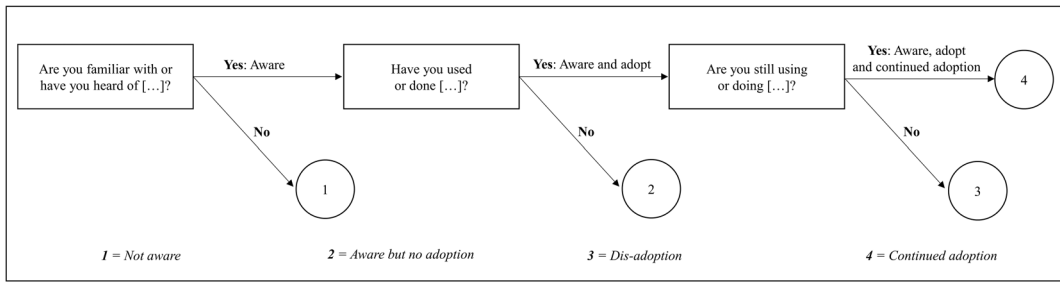 Are you familiar with or
have you heard of […]?
Yes: Aware
No
1
Have you used
or done […]?
Yes: Aware and adopt
No
2
Are you still using
or doing […]?
Yes: Aware, adopt
and continued adoption
4
No
3
1 = Not aware
2 = Aware but no adoption
3 = Dis-adoption
4 = Continued adoption